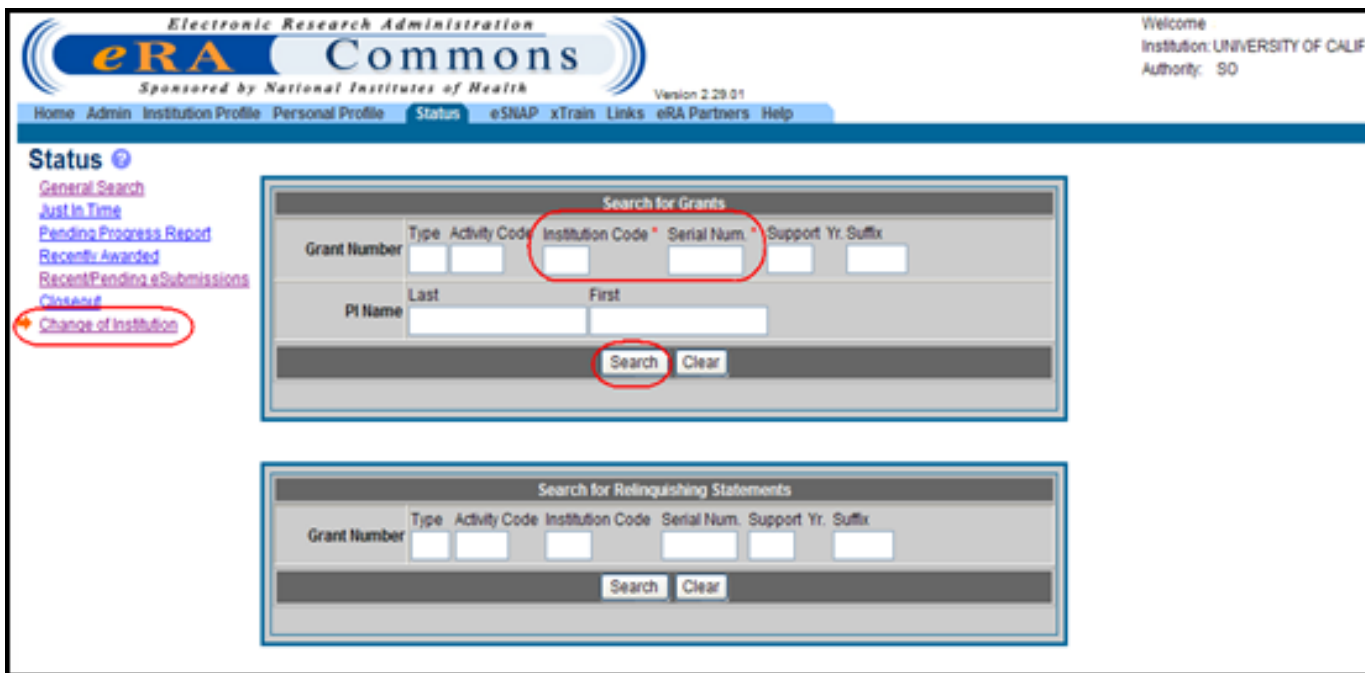 Electronic Research Administration
eRA Commons
Sponsored by National Institutes of Health
Version 2.29.01
Welcome
Institution: UNIVERSITY OF CALIF
Authority: SO
Home Admin Institution Profile Personal Profile Status eSNAP xTrain Links eRA Partners Help
Status ?
General Search
Just In Time
Pending Progress Report
Recently Awarded
Recent/Pending eSubmissions
Closeout
Change of Institution
Search for Grants
Type Activity Code Institution Code * Serial Num. * Support Yr. Suffix
Grant Number
Last First
PI Name
Search Clear
Search for Relinquishing Statements
Type Activity Code Institution Code Serial Num. Support Yr. Suffix
Grant Number
Search Clear